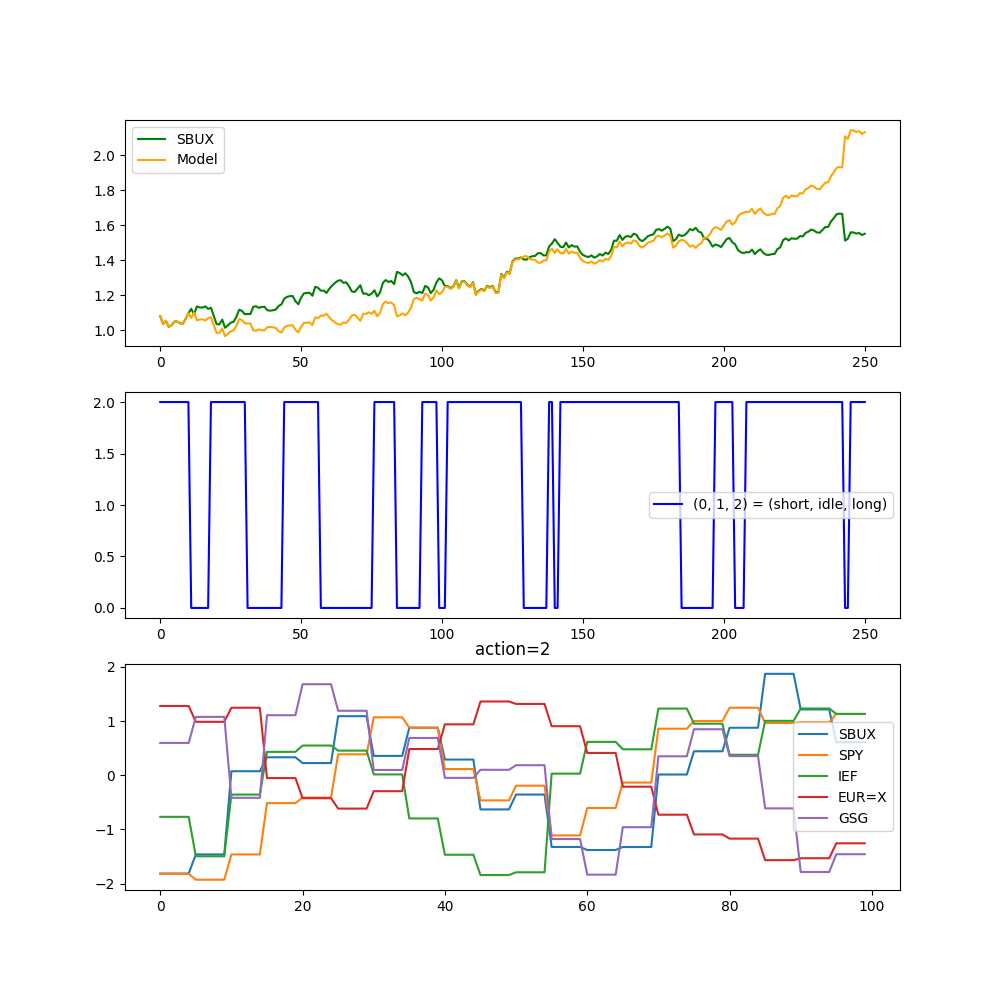 SBUX
Model
2.0
1.8
1.6
1.4
1.2
1.0
0 50 100 150 200 250
2.0
1.5
1.0
0.5
0.0
(0, 1, 2) = (short, idle, long)
0 50 100 150 200 250
action=2
2
1
0
−1
−2
SBUX
SPY
IEF
EUR=X
GSG
0 20 40 60 80 100